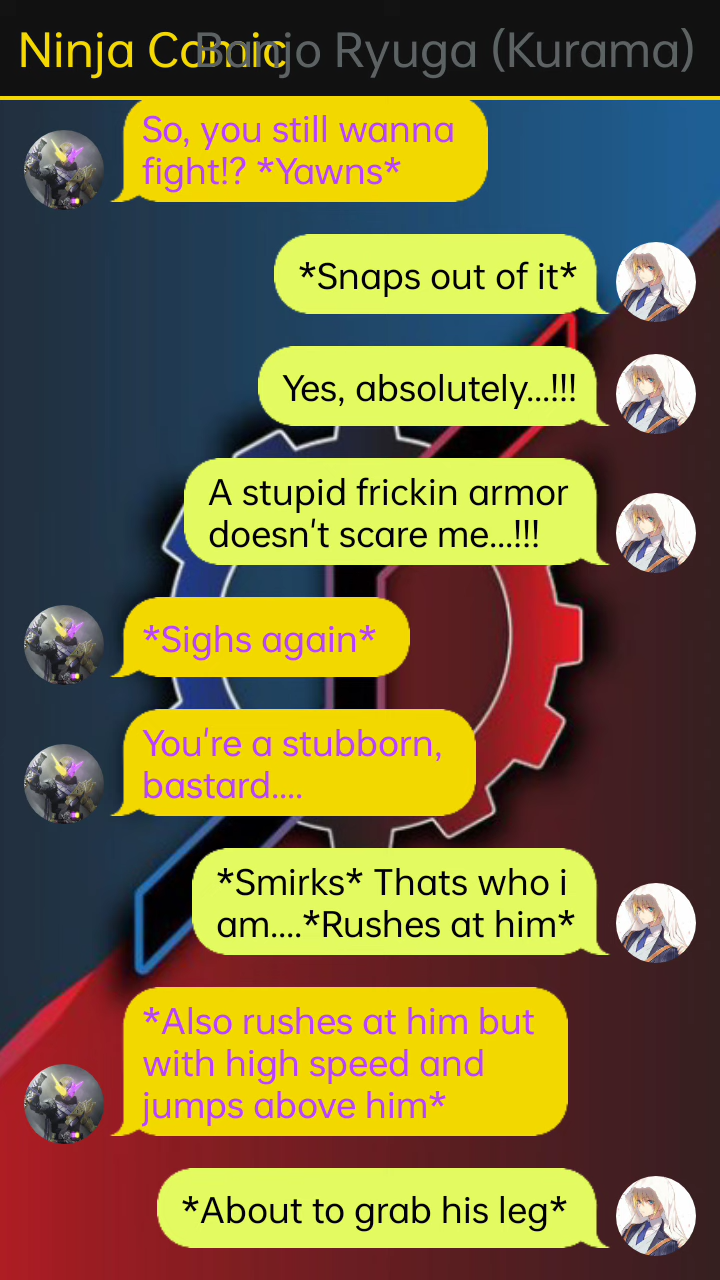 Ninja Comic
Banjo Ryuga (Kurama)
So, you still wanna
fight!? *Yawns*
*Snaps out of it*
Yes, absolutely...!!!
A stupid frickin armor
doesn't scare me...!!!
*Sighs again*
You're a stubborn,
bastard....
*Smirks* Thats who i
am....*Rushes at him*
*Also rushes at him but
with high speed and
jumps above him*
*About to grab his leg*